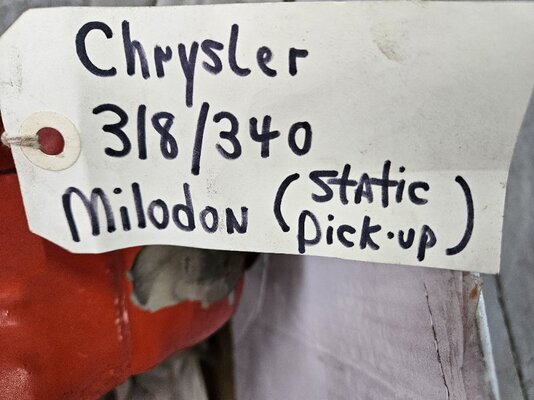 Chrysler
318/340
Milodon (Static Pick-up)